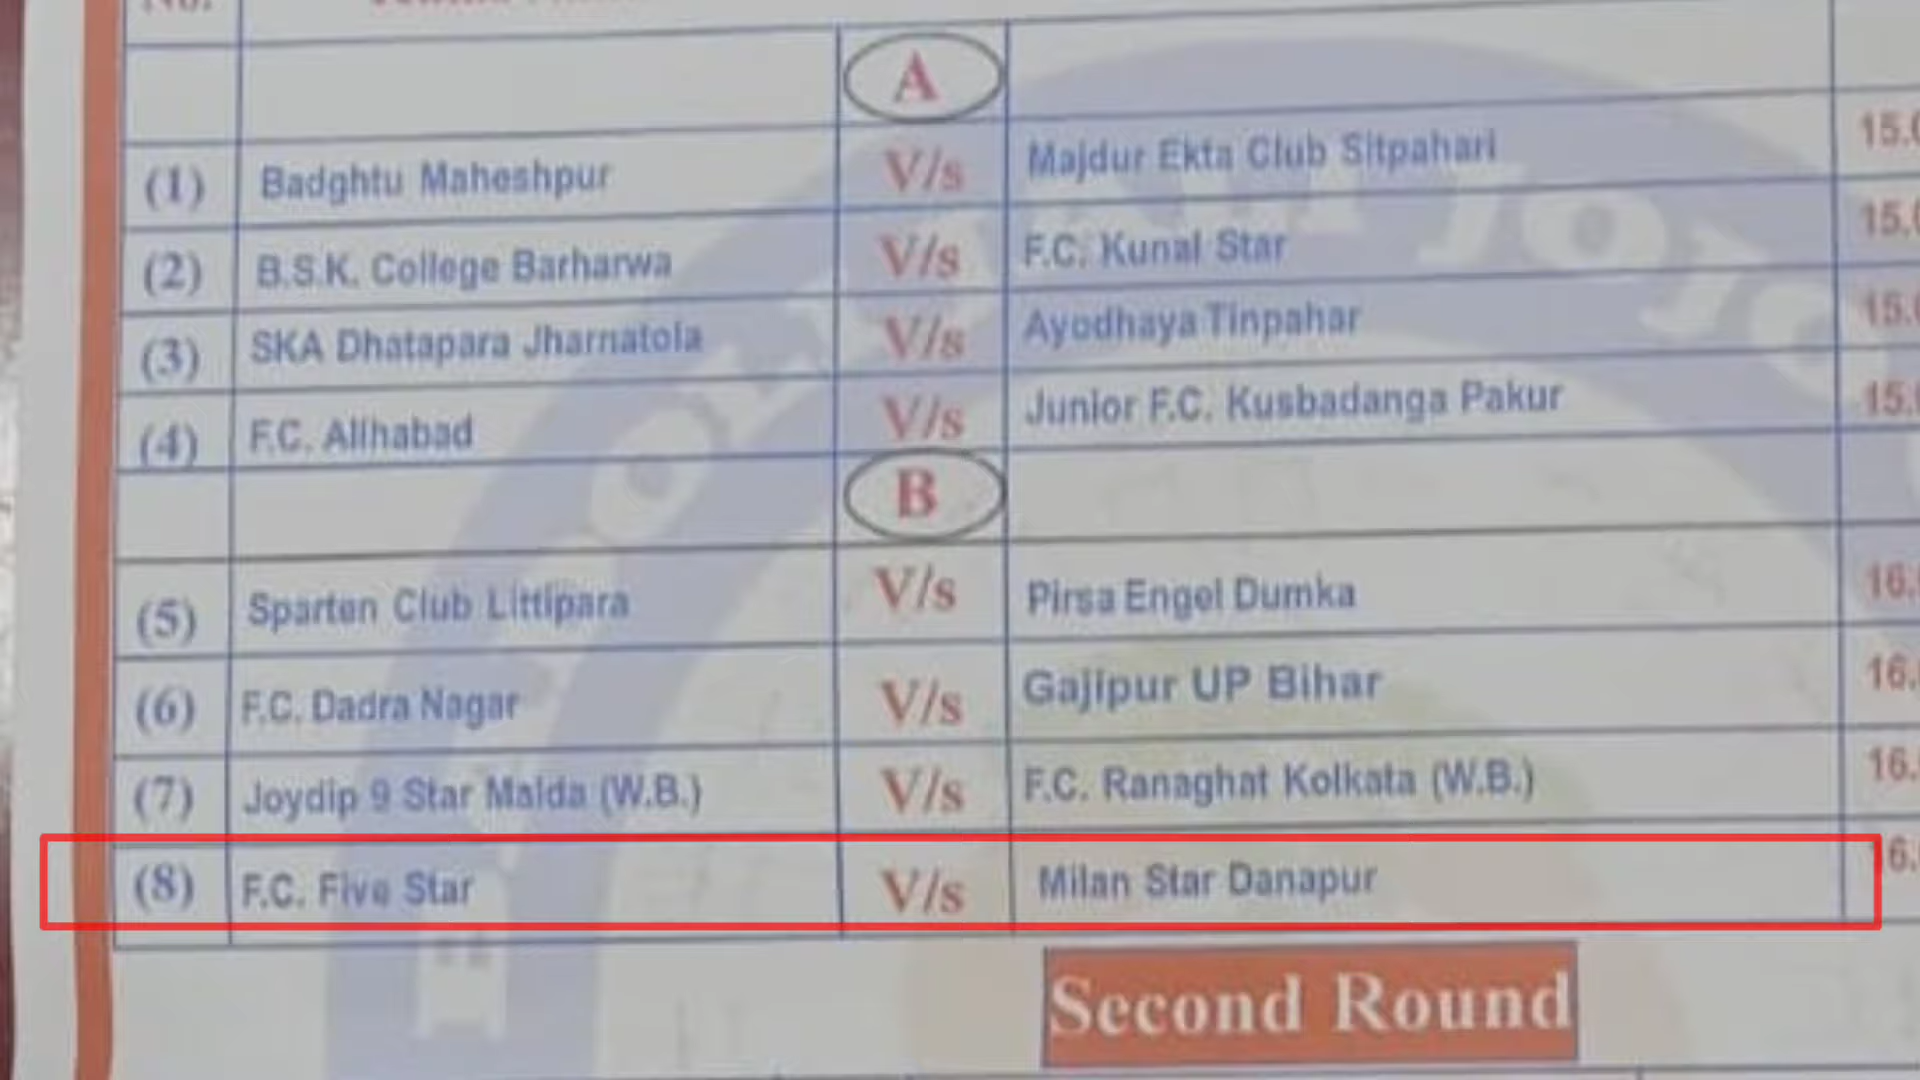 No.
A
(1) Badghtu Maheshpur V/s Majdur Ekta Club Sitpahari
(2) B.S.K. College Barharwa V/s F.C. Kunal Star
(3) SKA Dhatapara Jharnatola V/s Ayodhaya Tinpahar
(4) F.C. Alihabad V/s Junior F.C. Kusbadanga Pakur
B
(5) Sparten Club Littipara V/s Pirsa Engel Dumka
(6) F.C. Dadra Nagar V/s Gajipur UP Bihar
(7) Joydip 9 Star Malda (W.B.) V/s F.C. Ranaghat Kolkata (W.B.)
(8) F.C. Five Star V/s Milan Star Danapur
Second Round